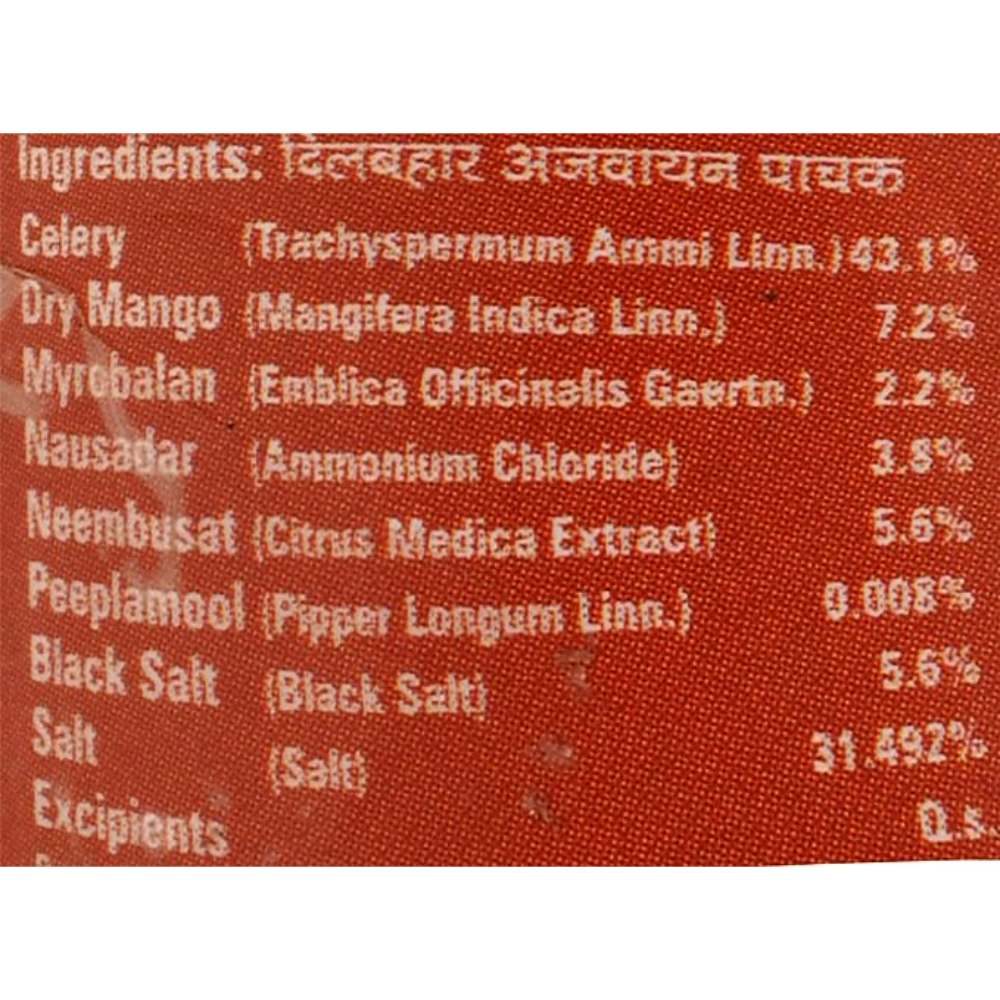 Ingredients: दिलबहार अजवायन पाचक
Celery (Trachyspermum Ammi Linn.) 43.1%
Dry Mango (Mangifera Indica Linn.) 7.2%
Myrobalan (Emblica Officinalis Gaertn.) 2.2%
Nausadar (Ammonium Chloride) 3.8%
Neembusat (Citrus Medica Extract) 5.6%
Peeplamool (Pipper Longum Linn.) 0.008%
Black Salt (Black Salt) 5.6%
Salt (Salt) 31.492%
Excipients Q.s.